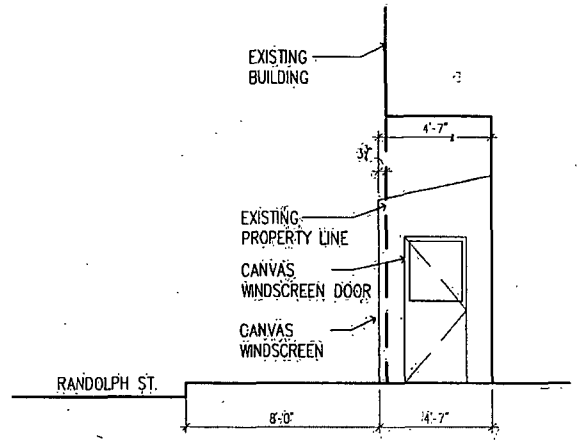 EXISTING
BUILDING
4'-7"
EXISTING
PROPERTY LINE
CANVAS
WINDSCREEN DOOR
CANVAS
WINDSCREEN
RANDOLPH ST.
8'-0"
4'-7"